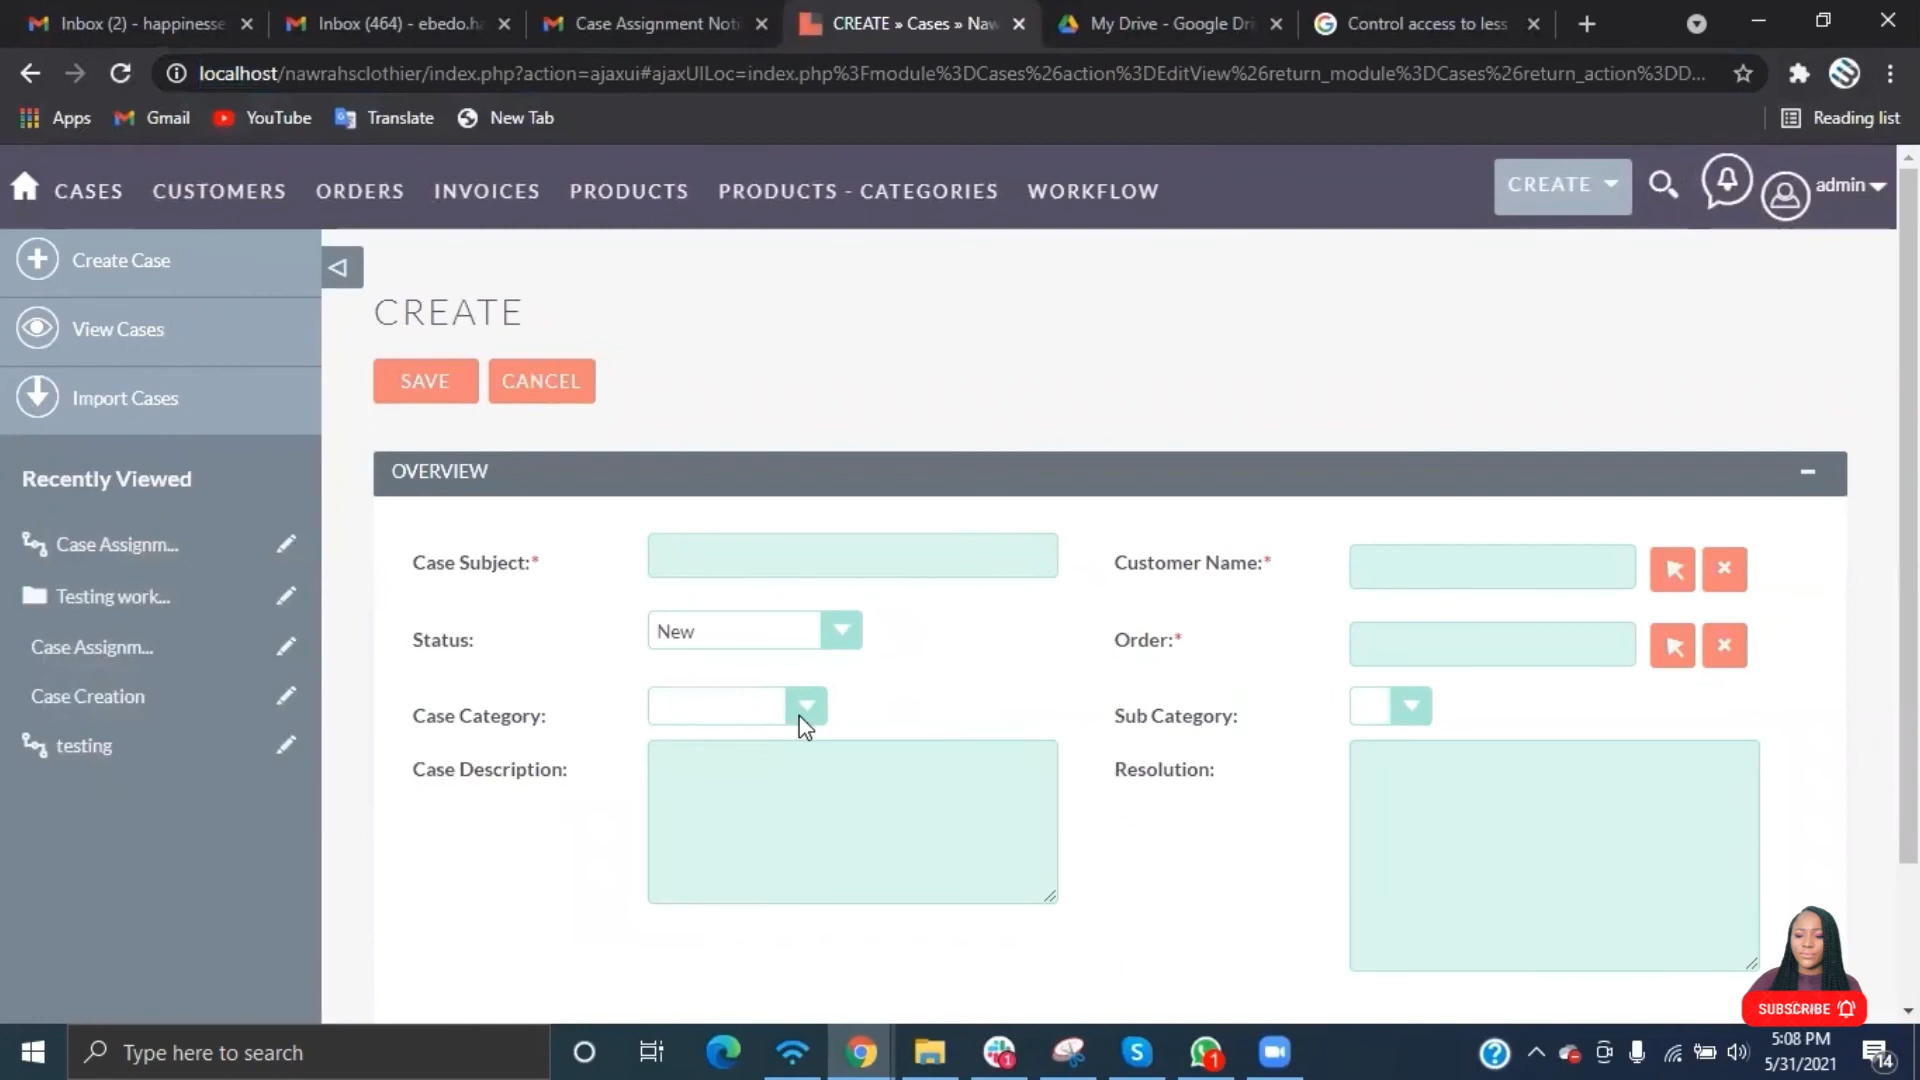 Inbox (2) - happinesse
Inbox (464) - ebedo.ha
Case Assignment Noti
CREATE » Cases » Naw
My Drive - Google Dri
Control access to less
localhost/nawrahsclothier/index.php?action=ajaxui#ajaxUILoc=index.php%3Fmodule%3DCases%26action%3DEditView%26return_module%3DCases%26return_action%3DD...
Apps
Gmail
YouTube
Translate
New Tab
Reading list
CASES
CUSTOMERS
ORDERS
INVOICES
PRODUCTS
PRODUCTS - CATEGORIES
WORKFLOW
CREATE
admin
Create Case
View Cases
Import Cases
Recently Viewed
Case Assignm...
Testing work...
Case Assignm...
Case Creation
testing
CREATE
SAVE
CANCEL
OVERVIEW
Case Subject:*
Customer Name:*
Status:
New
Order:*
Case Category:
Sub Category:
Case Description:
Resolution:
SUBSCRIBE
Type here to search
1
1
5:08 PM
5/31/2021
14